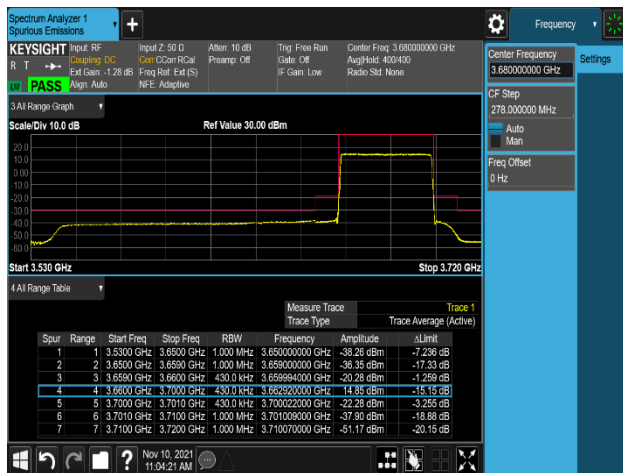 Spectrum Analyzer 1
Spurious Emissions
Frequency
KEYSIGHT Input: RF Input Z: 50 Ω Atten: 10 dB Trig: Free Run Center Freq: 3.680000000 GHz
R T Coupling: DC Corr CCorr RCal Preamp: Off Gate: Off Avg|Hold: 400/400
Ext Gain: -1.28 dB Freq Ref: Ext (S) IF Gain: Low Radio Std: None
PASS Align: Auto NFE: Adaptive
Center Frequency
3.680000000 GHz
Settings
CF Step
278.000000 MHz
Auto
Man
Freq Offset
0 Hz
3 All Range Graph
Scale/Div 10.0 dB Ref Value 30.00 dBm
20.0
10.0
0.00
-10.0
-20.0
-30.0
-40.0
-50.0
-60.0
Start 3.530 GHz Stop 3.720 GHz
4 All Range Table
Measure Trace Trace 1
Trace Type Trace Average (Active)
Spur Range Start Freq Stop Freq RBW Frequency Amplitude ΔLimit
1 1 3.5300 GHz 3.6500 GHz 1.000 MHz 3.650000000 GHz -38.26 dBm -7.236 dB
2 2 3.6500 GHz 3.6590 GHz 1.000 MHz 3.659000000 GHz -36.35 dBm -17.33 dB
3 3 3.6590 GHz 3.6600 GHz 430.0 kHz 3.659994000 GHz -20.28 dBm -1.259 dB
4 4 3.6600 GHz 3.7000 GHz 430.0 kHz 3.662920000 GHz 14.85 dBm -15.15 dB
5 5 3.7000 GHz 3.7010 GHz 430.0 kHz 3.700022000 GHz -22.28 dBm -3.255 dB
6 6 3.7010 GHz 3.7100 GHz 1.000 MHz 3.701009000 GHz -37.90 dBm -18.88 dB
7 7 3.7100 GHz 3.7200 GHz 1.000 MHz 3.710070000 GHz -51.17 dBm -20.15 dB
Nov 10, 2021
11:04:21 AM